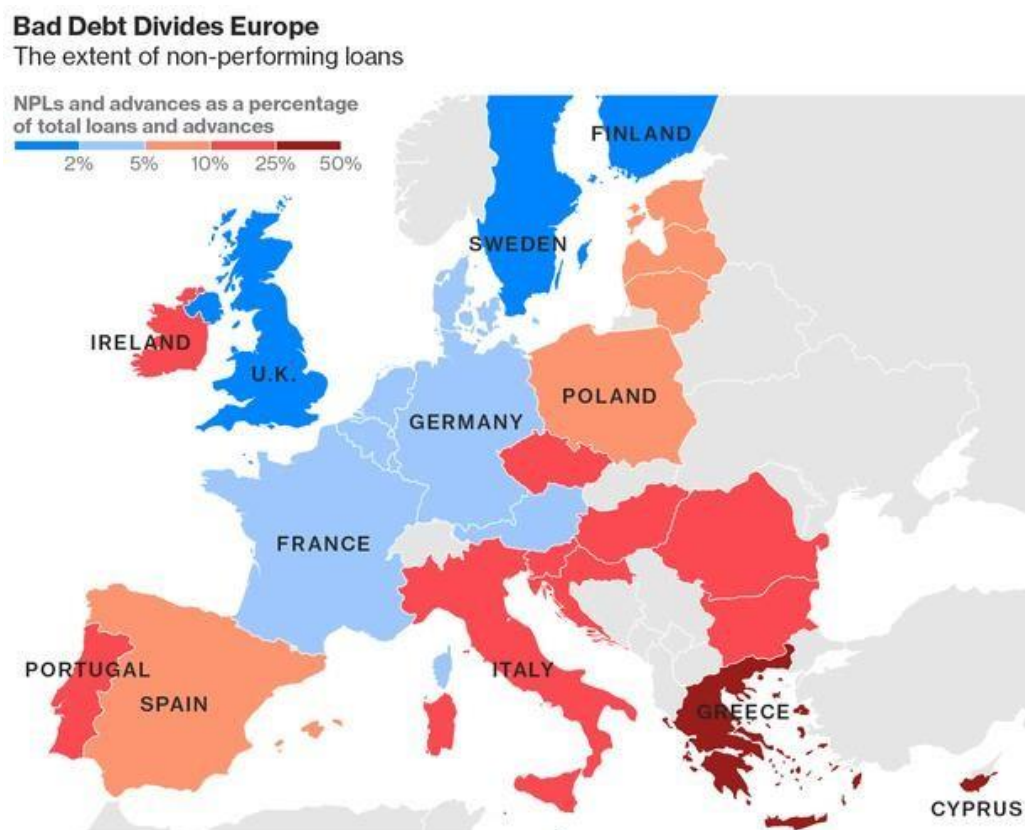 Bad Debt Divides Europe
The extent of non-performing loans
NPLs and advances as a percentage
of total loans and advances
2% 5% 10% 25% 50%
FINLAND
SWEDEN
IRELAND
U.K.
POLAND
GERMANY
FRANCE
PORTUGAL
ITALY
SPAIN
GREECE
CYPRUS